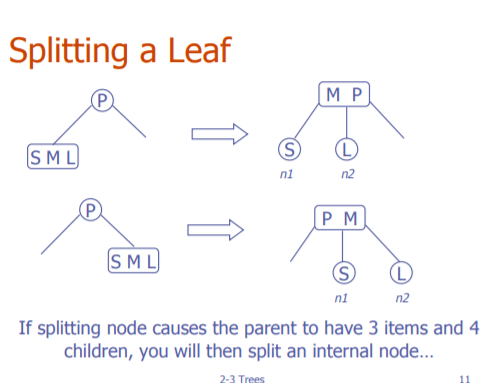 Splitting a Leaf
P
M P
S M L
S
L
n1
n2
P
P M
S M L
S
L
n1
n2
If splitting node causes the parent to have 3 items and 4
children, you will then split an internal node...
2-3 Trees
11